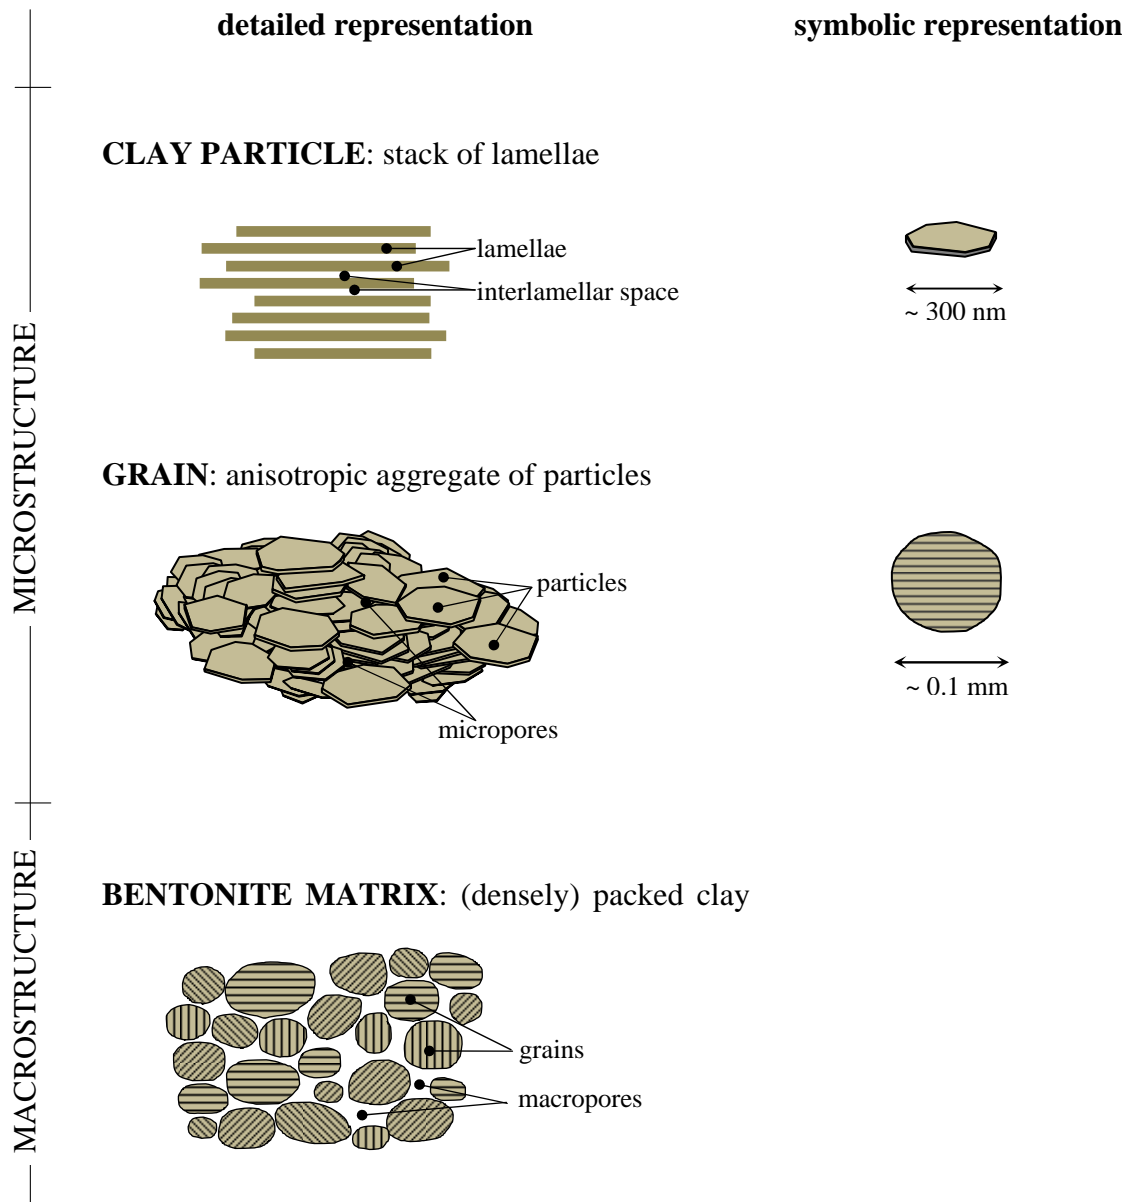 detailed representation
symbolic representation
MICROSTRUCTURE
CLAY PARTICLE: stack of lamellae
lamellae
interlamellar space
~ 300 nm
GRAIN: anisotropic aggregate of particles
particles
micropores
~ 0.1 mm
MACROSTRUCTURE
BENTONITE MATRIX: (densely) packed clay
grains
macropores